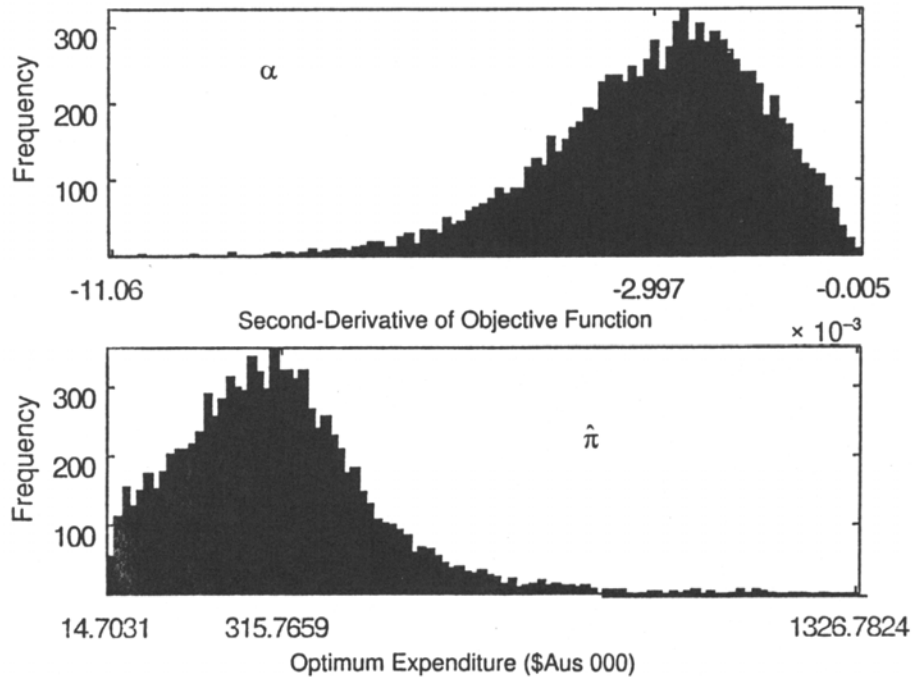 300
α
Frequency
200
100
-11.06 -2.997 -0.005
Second-Derivative of Objective Function × 10⁻³
300
π̂
Frequency
200
100
14.7031 315.7659 1326.7824
Optimum Expenditure ($Aus 000)